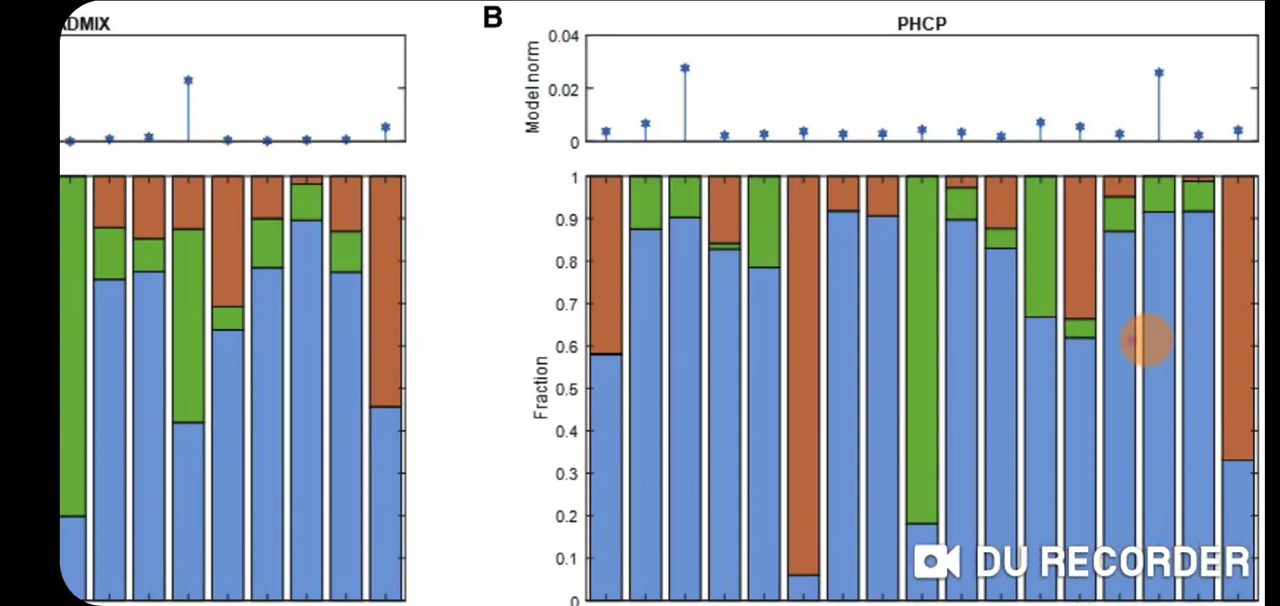 DMIX
B
PHCP
Model norm
0.04
0.02
0
Fraction
1
0.9
0.8
0.7
0.6
0.5
0.4
0.3
0.2
0.1
0
DU RECORDER